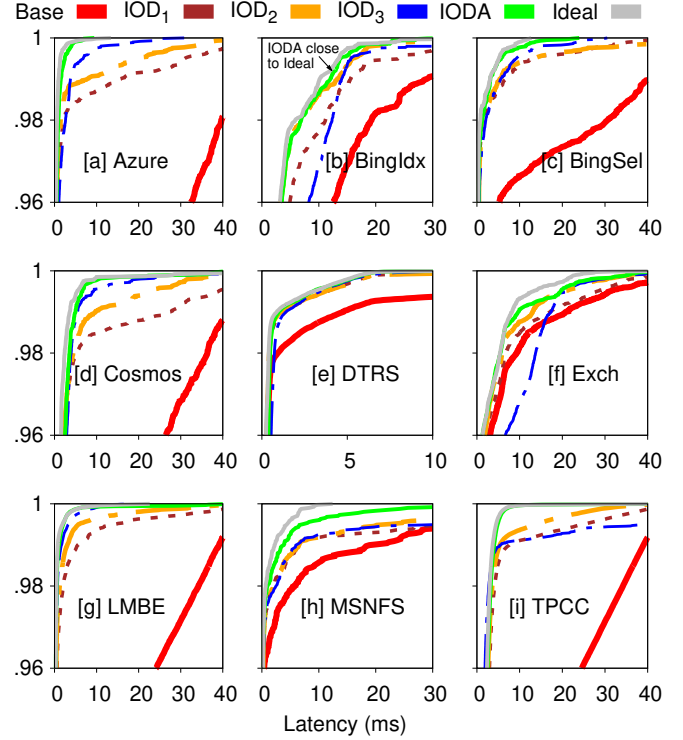 Base IOD₁ IOD₂ IOD₃ IODA Ideal
1
.98
.96
IODA close
to Ideal
[a] Azure
[b] BingIdx
[c] BingSel
0 10 20 30 40
0 10 20 30
0 10 20 30 40
1
.98
.96
[d] Cosmos
[e] DTRS
[f] Exch
0 10 20 30 40
0 5 10
0 10 20 30 40
1
.98
.96
[g] LMBE
[h] MSNFS
[i] TPCC
0 10 20 30 40
0 10 20 30
0 10 20 30 40
Latency (ms)